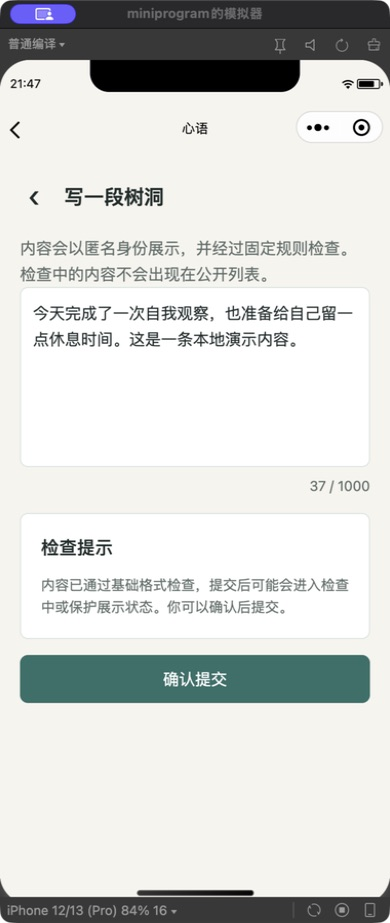 miniprogram的模拟器
普通编译
21:47
心语
写一段树洞
内容会以匿名身份展示，并经过固定规则检查。
检查中的内容不会出现在公开列表。
今天完成了一次自我观察，也准备给自己留一
点休息时间。这是一条本地演示内容。
37 / 1000
检查提示
内容已通过基础格式检查，提交后可能会进入检查
中或保护展示状态。你可以确认后提交。
确认提交
iPhone 12/13 (Pro) 84% 16